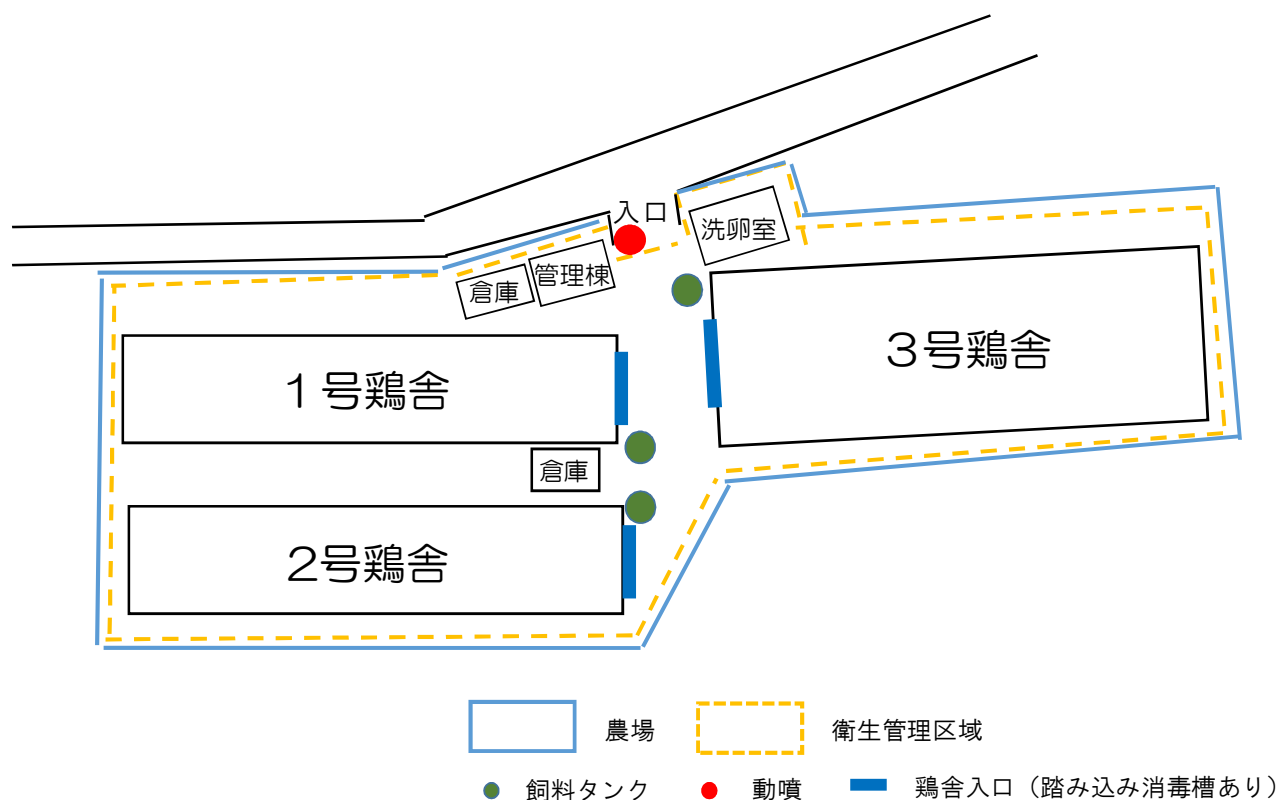 入口
洗卵室
管理棟
倉庫
3号鶏舎
1号鶏舎
倉庫
2号鶏舎
農場
衛生管理区域
飼料タンク
動噴
鶏舎入口（踏み込み消毒槽あり）